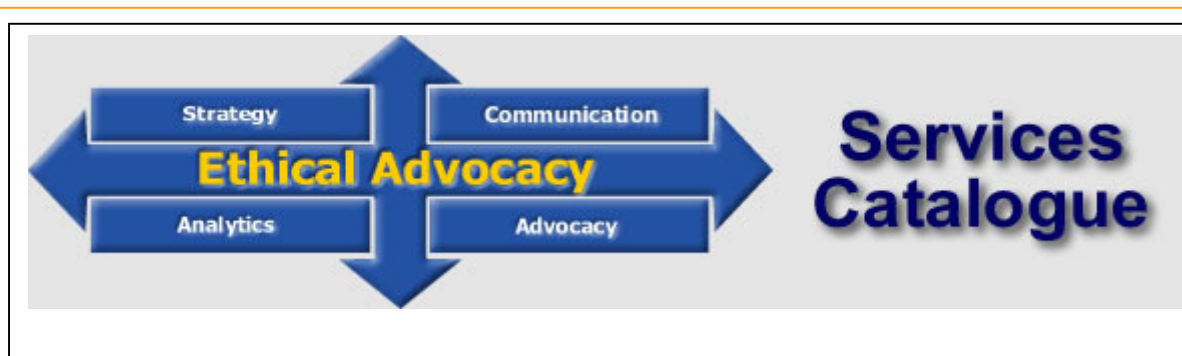 Strategy
Communication
Ethical Advocacy
Analytics
Advocacy
Services
Catalogue